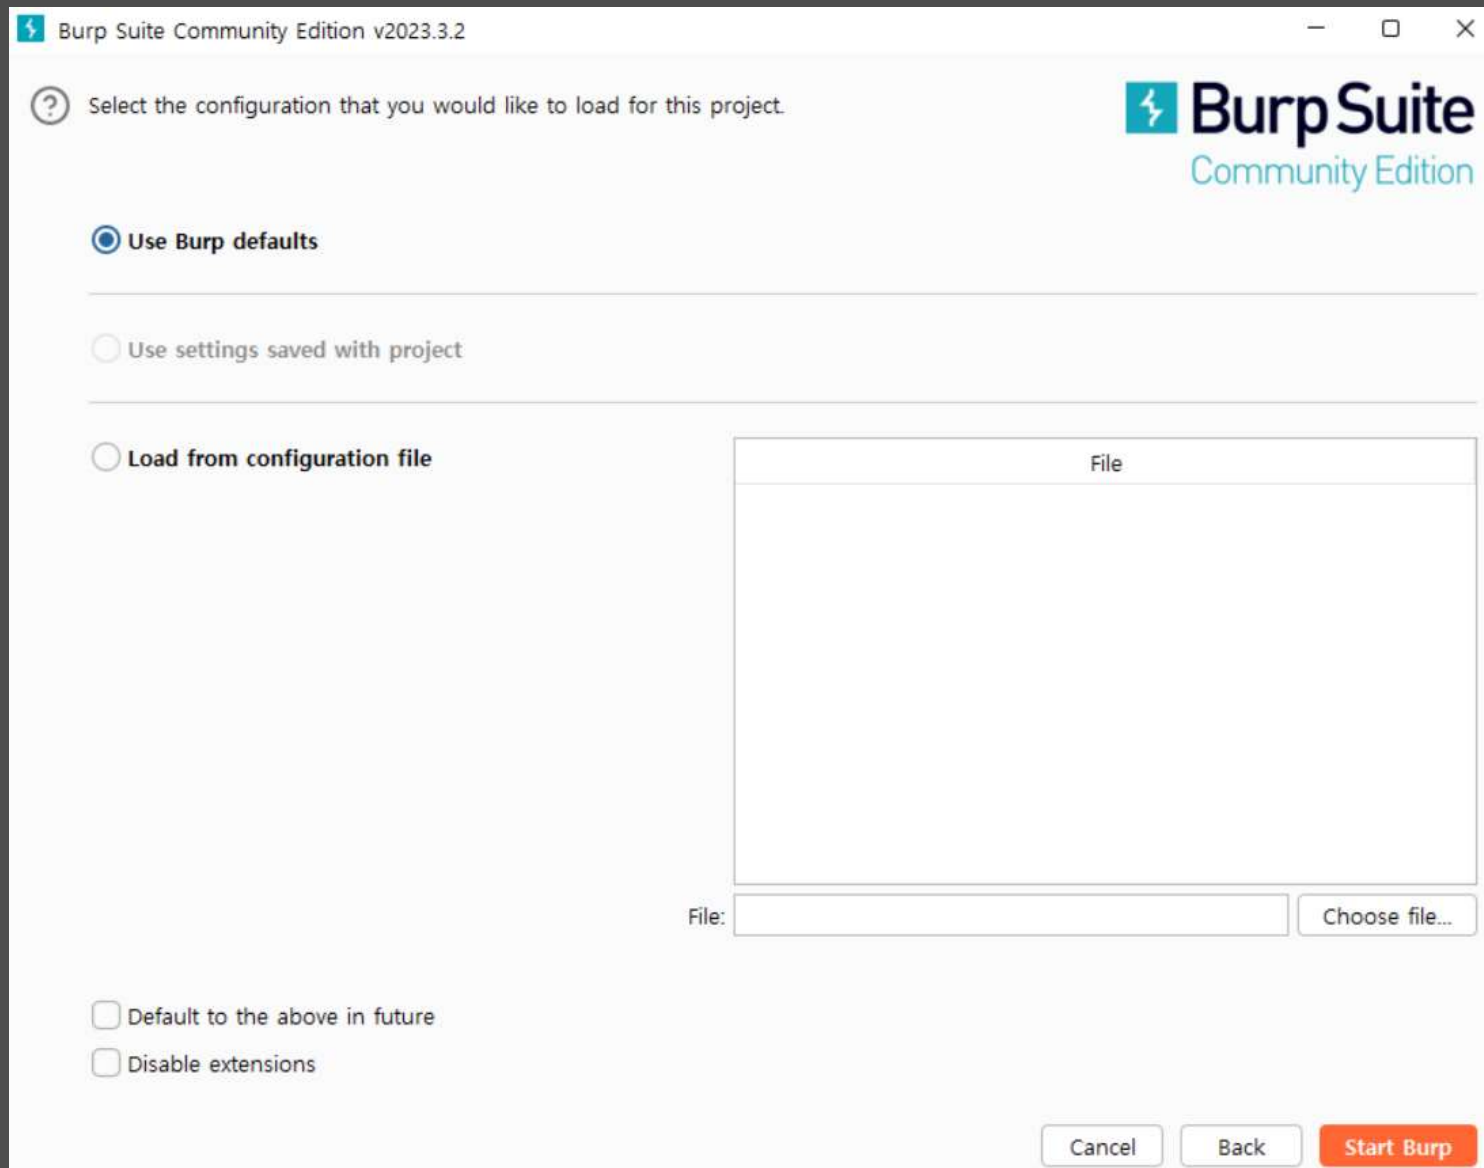 Burp Suite Community Edition v2023.3.2
Select the configuration that you would like to load for this project.
Burp Suite
Community Edition
Use Burp defaults
Use settings saved with project
Load from configuration file
File
File:
Choose file...
Default to the above in future
Disable extensions
Cancel
Back
Start Burp